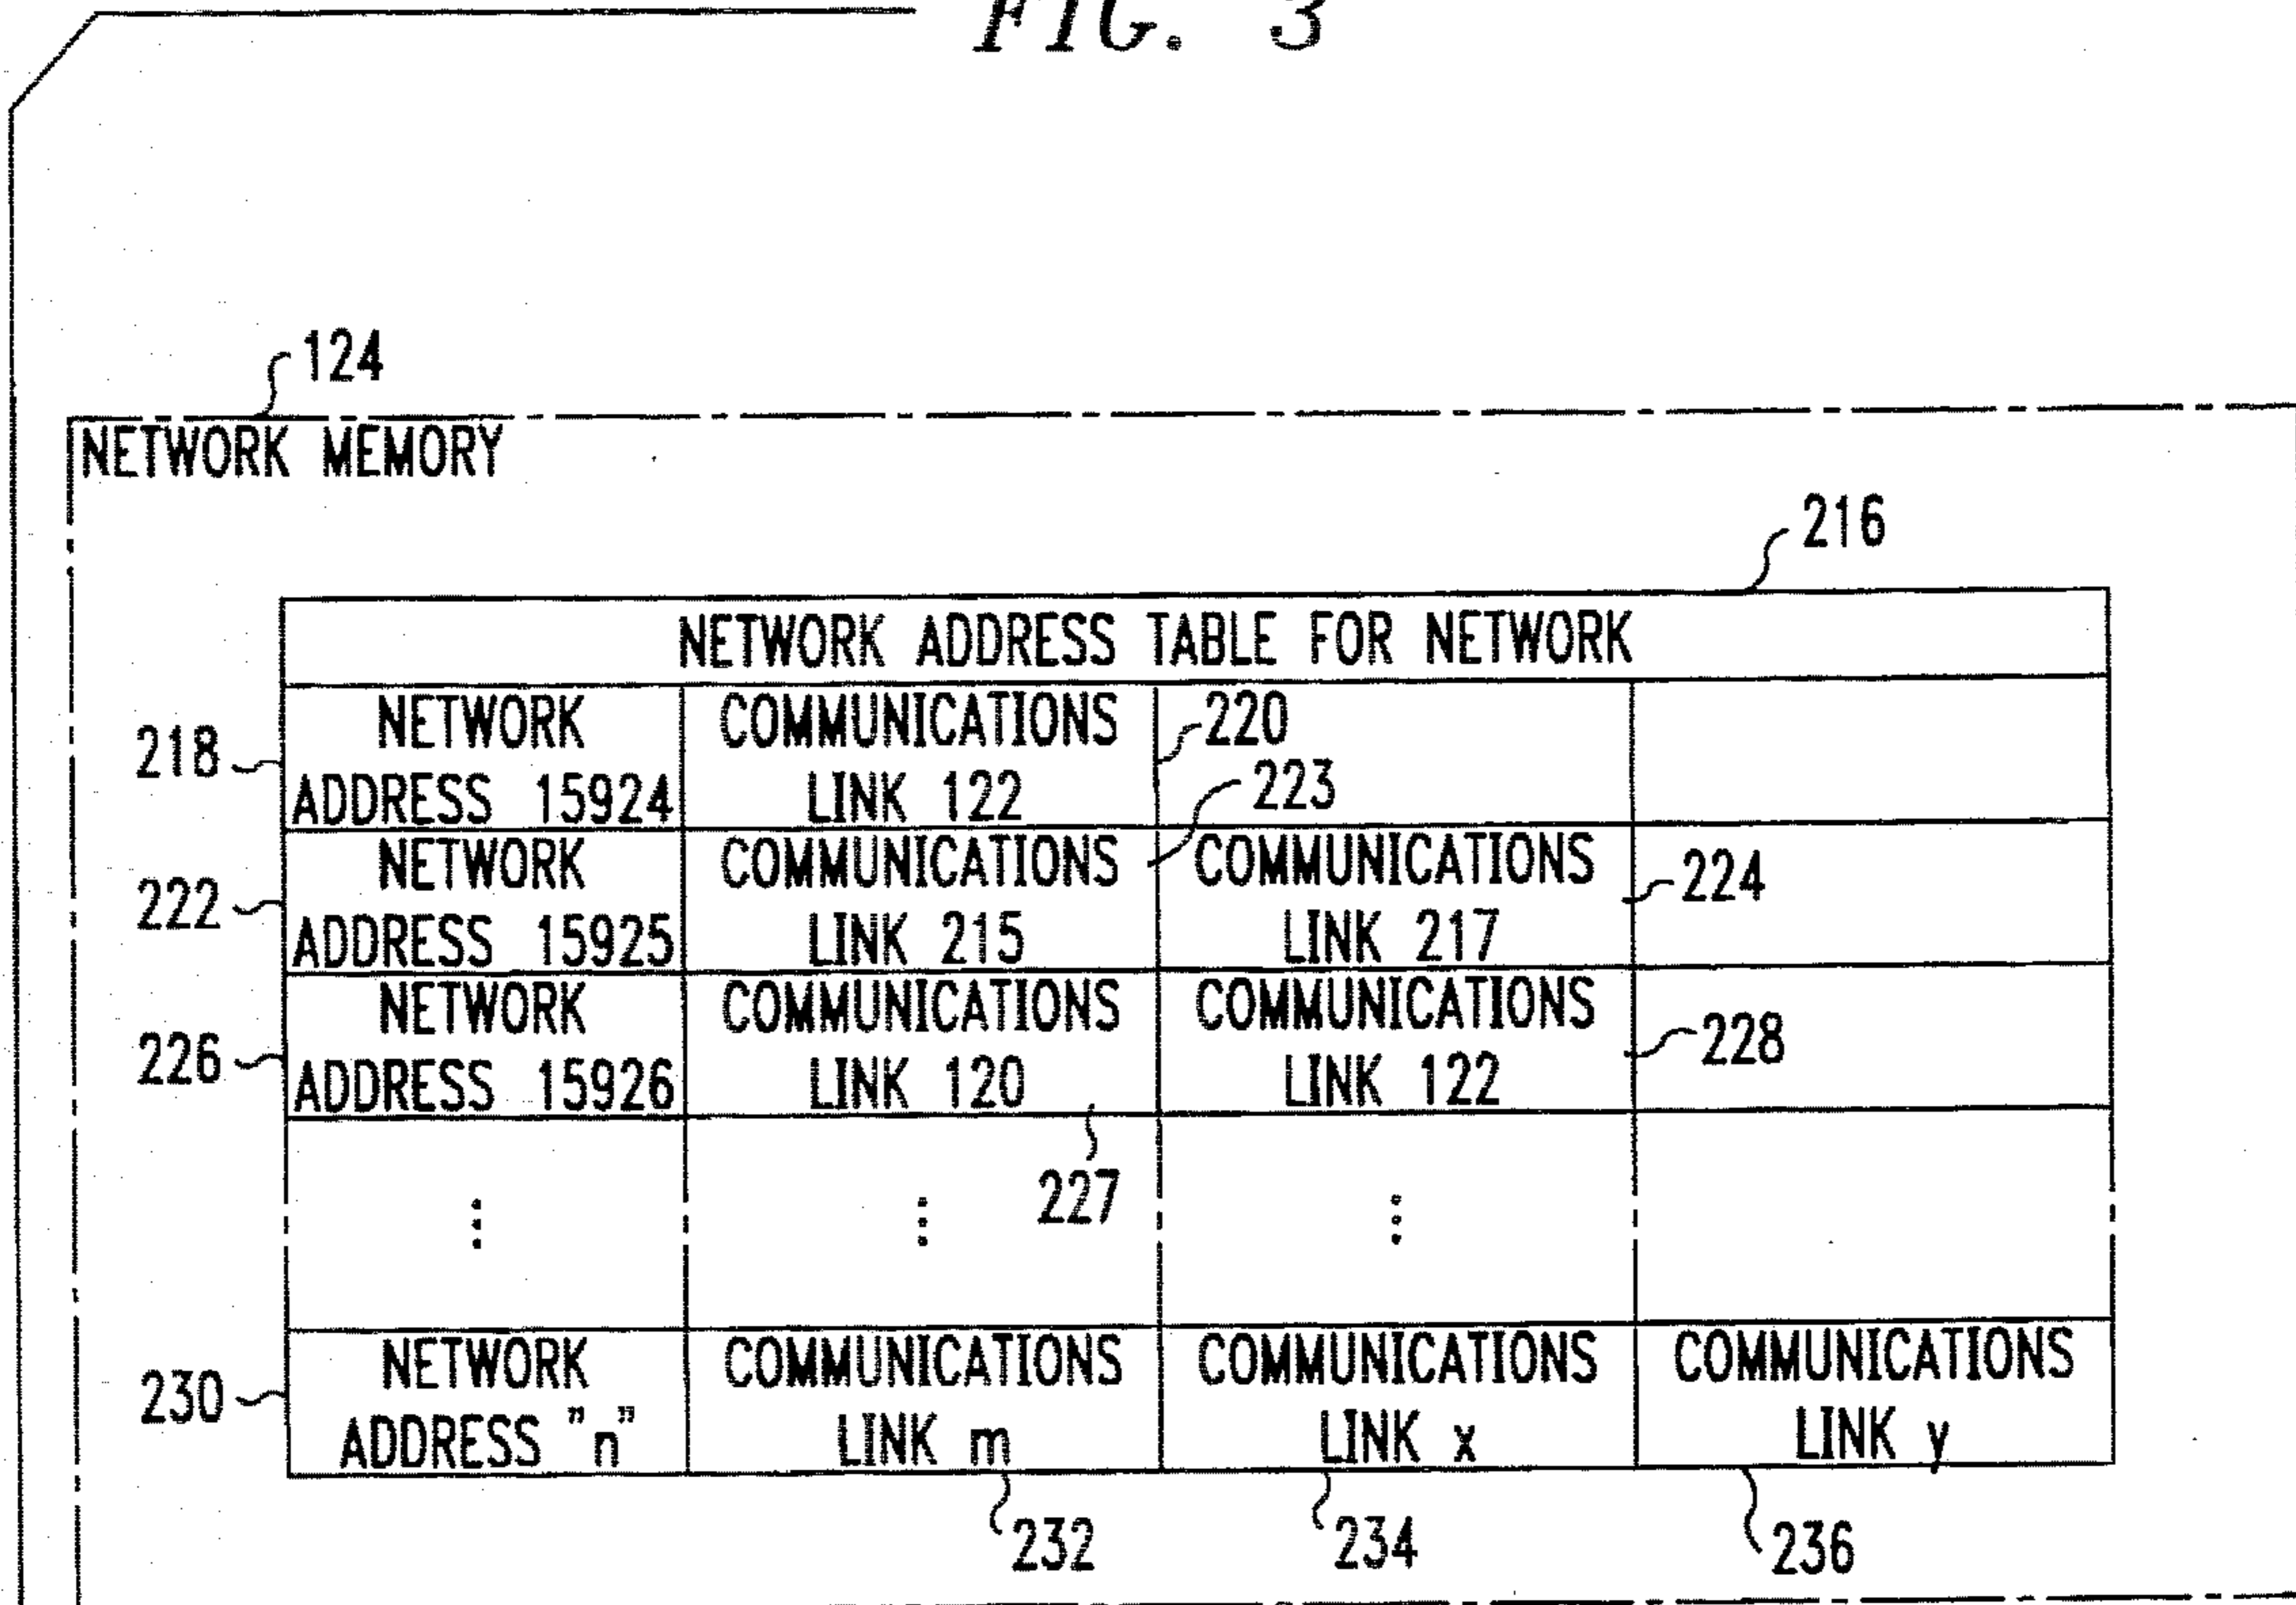 FIG. 3
124
NETWORK MEMORY
216
NETWORK ADDRESS TABLE FOR NETWORK
218
NETWORK
ADDRESS 15924
COMMUNICATIONS
LINK 122
220
223
222
NETWORK
ADDRESS 15925
COMMUNICATIONS
LINK 215
COMMUNICATIONS
LINK 217
224
226
NETWORK
ADDRESS 15926
COMMUNICATIONS
LINK 120
COMMUNICATIONS
LINK 122
228
227
230
NETWORK
ADDRESS "n"
COMMUNICATIONS
LINK m
COMMUNICATIONS
LINK x
COMMUNICATIONS
LINK y
232
234
236